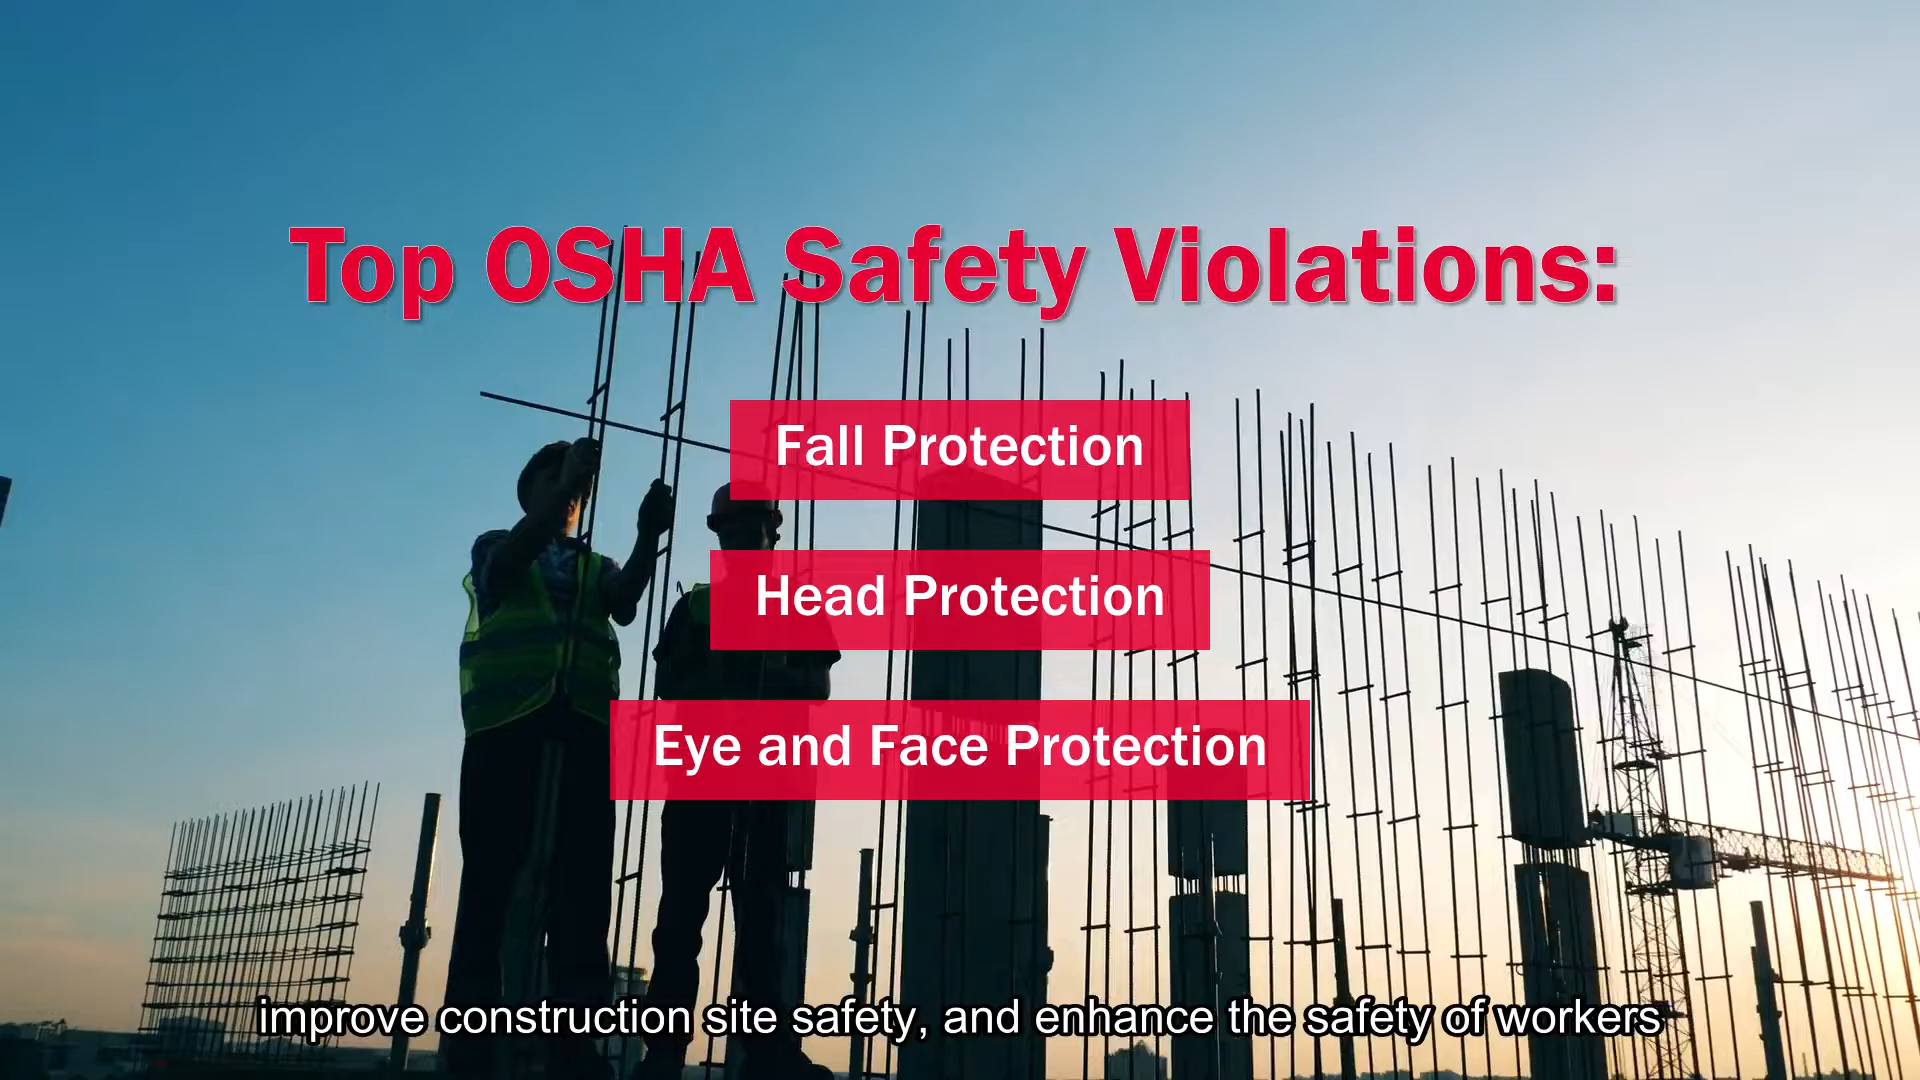 Top OSHA Safety Violations:
Fall Protection
Head Protection
Eye and Face Protection
improve construction site safety, and enhance the safety of workers